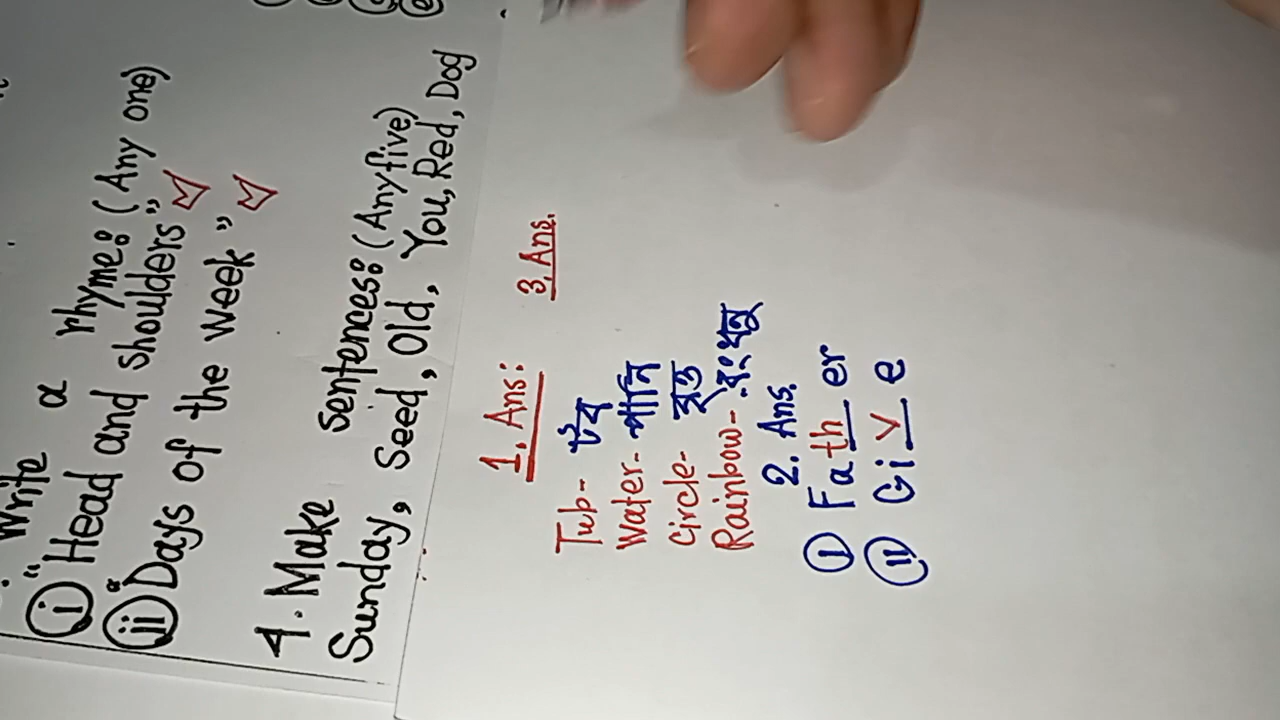 Write a rhyme: (Any one)
(i) "Head and shoulders"
(ii) "Days of the week"
4. Make sentences: (Any five)
Sunday, Seed, Old, You, Red, Dog
1. Ans:
Tub- টব
Water- পানি
Circle- বৃত্ত
Rainbow- রংধনু
2. Ans.
(i) Father
(ii) Give
3. Ans.